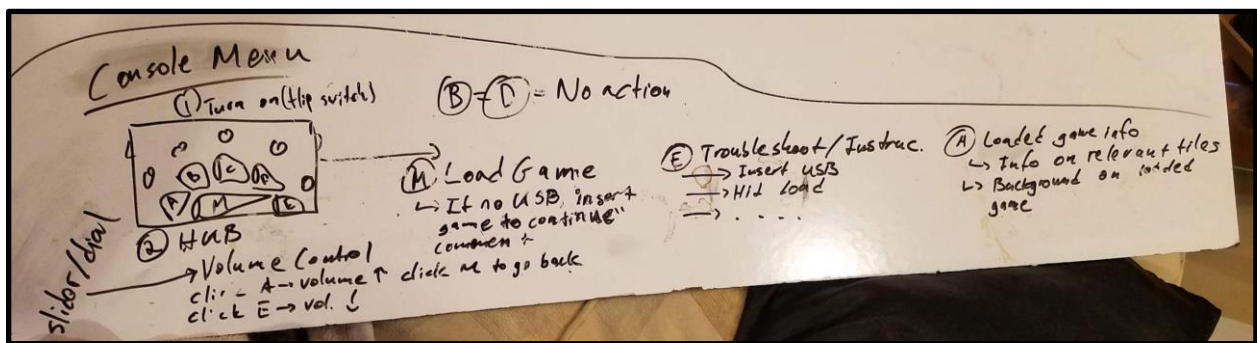 Console Menu
① Turn on (flip switch)
A B C D M E
② HUB
slider/dial
→ Volume Control
A → volume ↑ click M to go back
click E → vol. ↓
B - D = No action
M Load Game
↳ If no USB, insert
game to continue"
comment
E Troubleshoot/Instruc.
→ Insert USB
→ Hit load
→ . . . .
A Loaded game info
↳ Info on relevant tiles
↳ Background on loaded
game